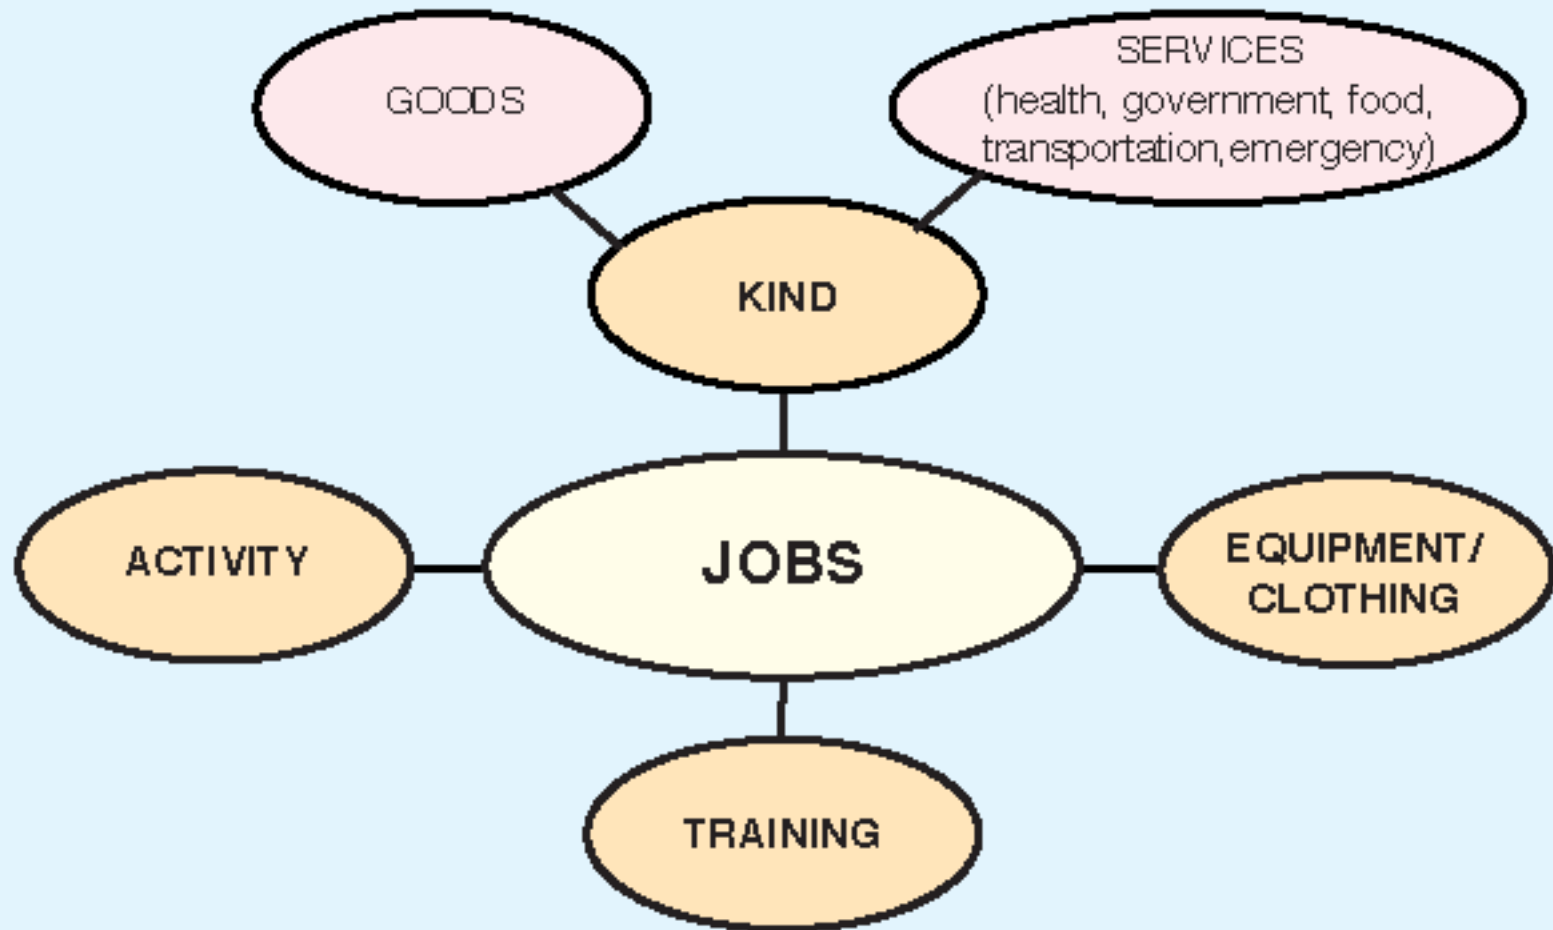 GOODS
SERVICES
(health, government, food,
transportation, emergency)
KIND
ACTIVITY
JOBS
EQUIPMENT/
CLOTHING
TRAINING